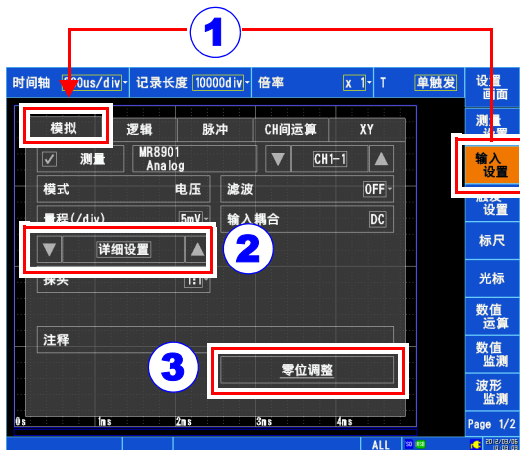 1
时间轴 500us/div 记录长度 10000div 倍率 x 1 T 单触发
设置画面
测量设置
输入设置
触发设置
标尺
光标
数值运算
数值监测
波形监测
Page 1/2
模拟 逻辑 脉冲 CH间运算 XY
测量 MR8901 Analog CH1-1
模式 电压 滤波 OFF
量程(/div) 5mV 输入耦合 DC
详细设置
2
探头 1:1
注释
3
零位调整
0s 1ms 2ms 3ms 4ms
ALL SD